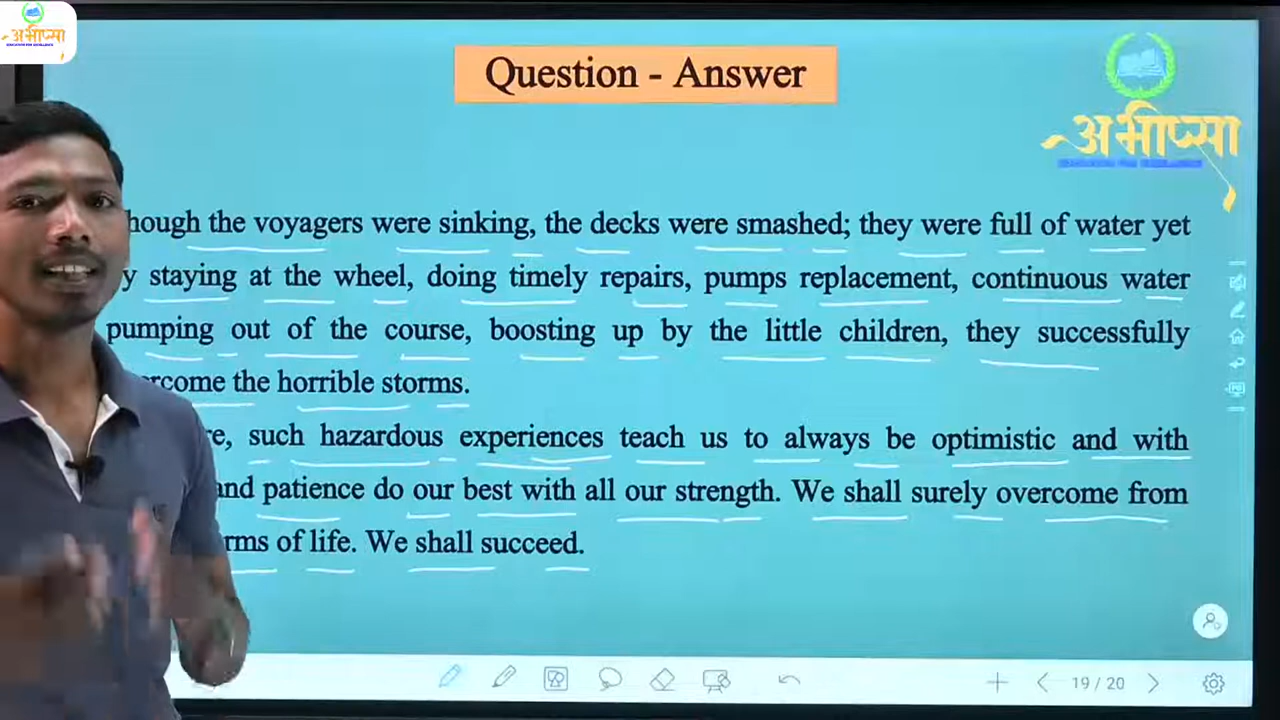 अभीप्सा
Question - Answer
अभीप्सा
though the voyagers were sinking, the decks were smashed; they were full of water yet
staying at the wheel, doing timely repairs, pumps replacement, continuous water
pumping out of the course, boosting up by the little children, they successfully
overcome the horrible storms.
such hazardous experiences teach us to always be optimistic and with
and patience do our best with all our strength. We shall surely overcome from
of life. We shall succeed.
19 / 20